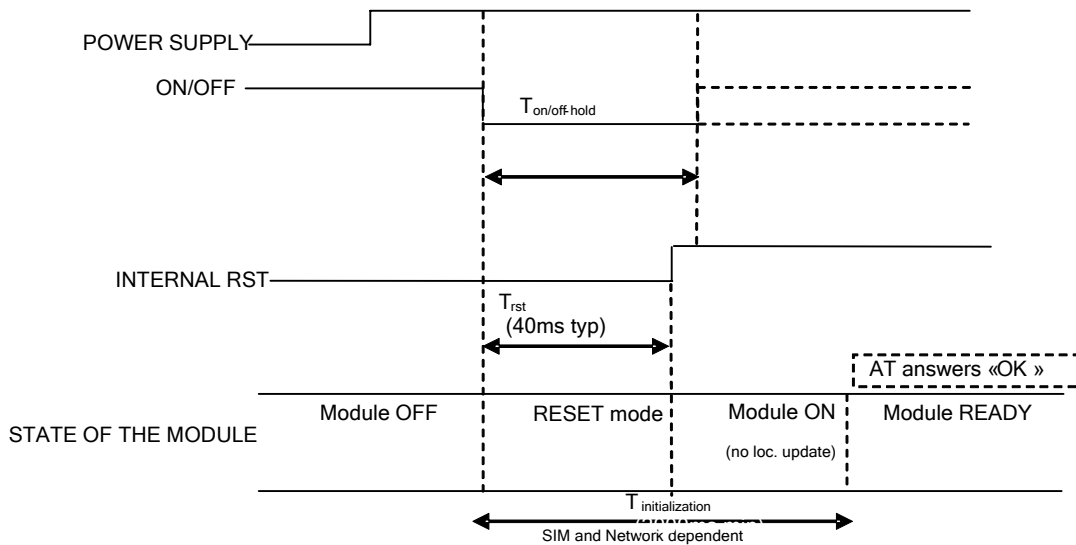 POWER SUPPLY
ON/OFF
Ton/off-hold
INTERNAL RST
Trst
(40ms typ)
AT answers «OK »
STATE OF THE MODULE
Module OFF
RESET mode
Module ON
(no loc. update)
Module READY
Tinitialization
SIM and Network dependent